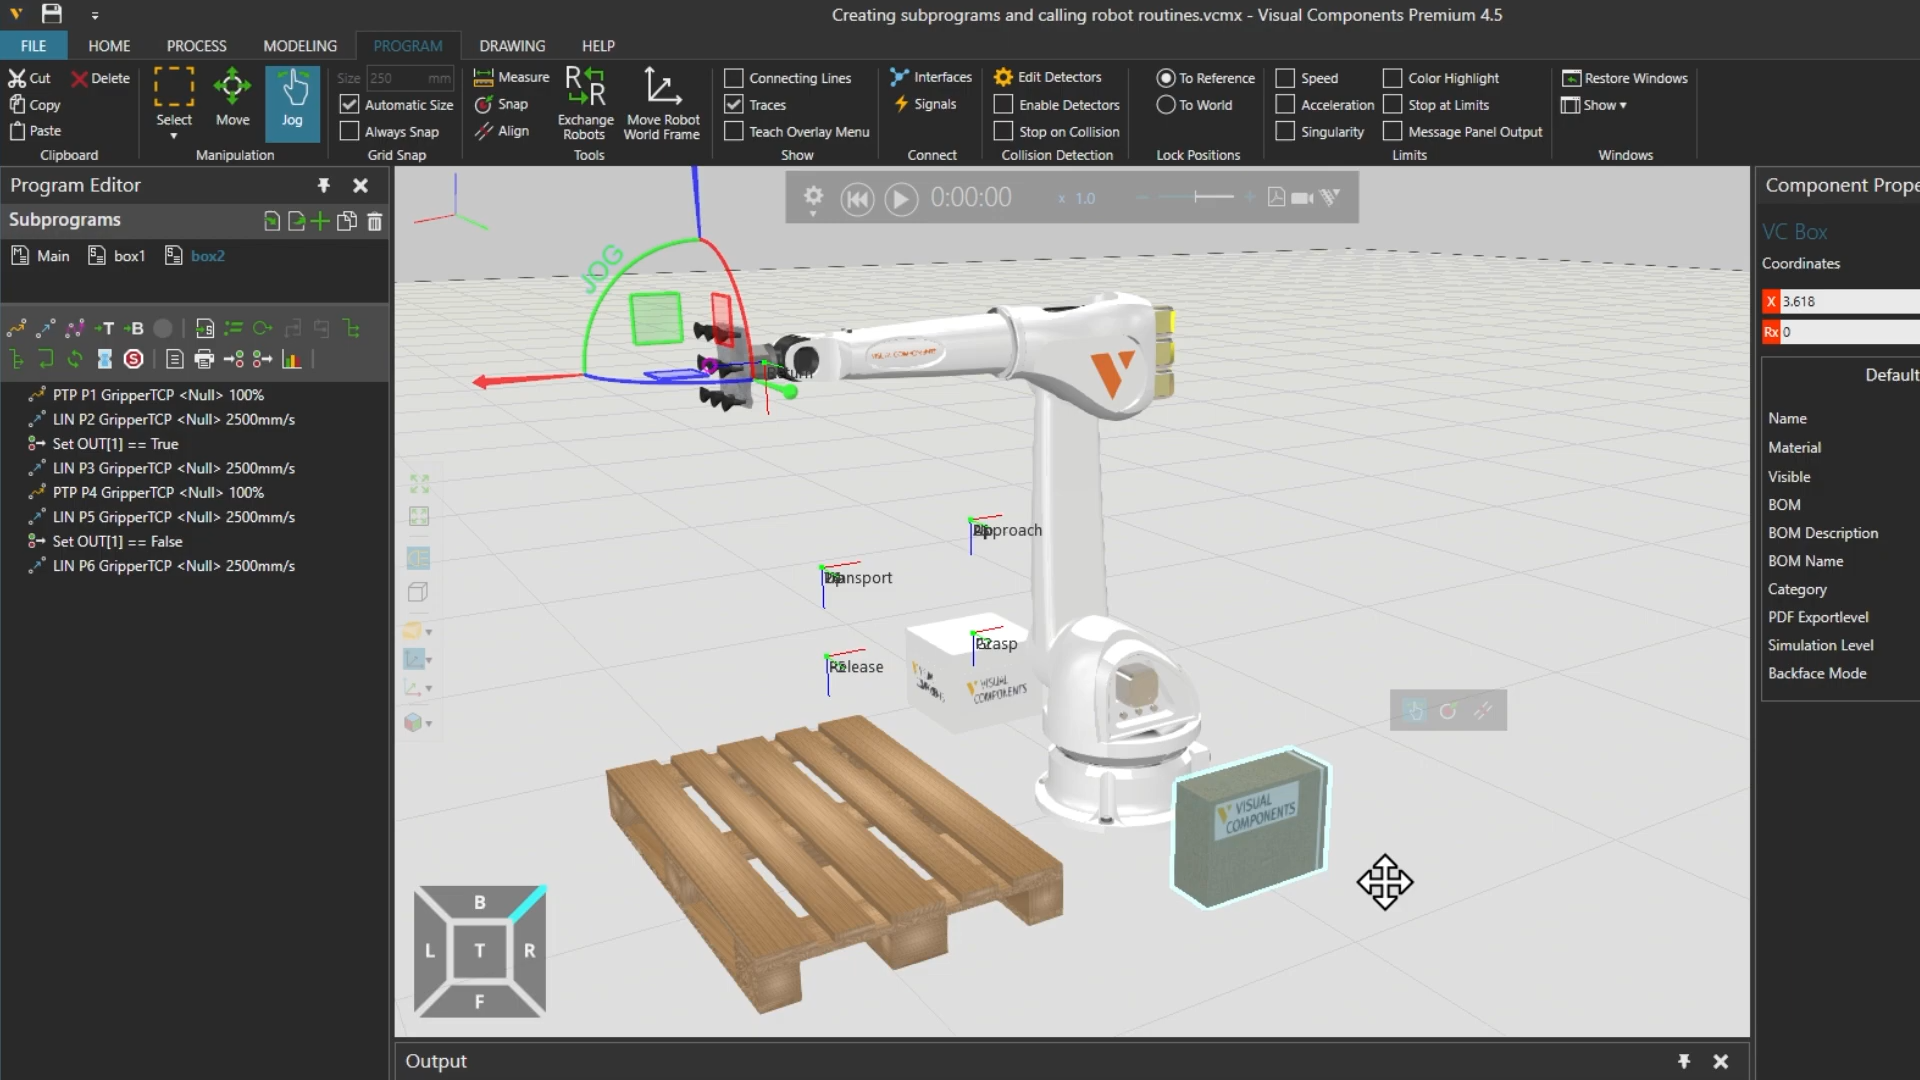 Creating subprograms and calling robot routines.vcmx - Visual Components Premium 4.5
FILE HOME PROCESS MODELING PROGRAM DRAWING HELP
Cut Delete
Copy
Paste
Clipboard
Select Move Jog
Manipulation
Size 250 mm
Automatic Size
Always Snap
Grid Snap
Measure
Snap
Align
Exchange Robots
Move Robot World Frame
Tools
Connecting Lines
Traces
Teach Overlay Menu
Show
Interfaces
Signals
Connect
Edit Detectors
Enable Detectors
Stop on Collision
Collision Detection
To Reference
To World
Lock Positions
Speed
Acceleration
Singularity
Color Highlight
Stop at Limits
Message Panel Output
Limits
Restore Windows
Show
Windows
Program Editor
Subprograms
Main box1 box2
PTP P1 GripperTCP <Null> 100%
LIN P2 GripperTCP <Null> 2500mm/s
Set OUT[1] == True
LIN P3 GripperTCP <Null> 2500mm/s
PTP P4 GripperTCP <Null> 100%
LIN P5 GripperTCP <Null> 2500mm/s
Set OUT[1] == False
LIN P6 GripperTCP <Null> 2500mm/s
0:00:00 x 1.0
JOG
VISUAL COMPONENTS
VISUAL
COMPONENTS
VISUAL
COMPONENTS
B
L T R
F
Output
Component Prope
VC Box
Coordinates
X 3.618
Rx 0
Default
Name
Material
Visible
BOM
BOM Description
BOM Name
Category
PDF Exportlevel
Simulation Level
Backface Mode